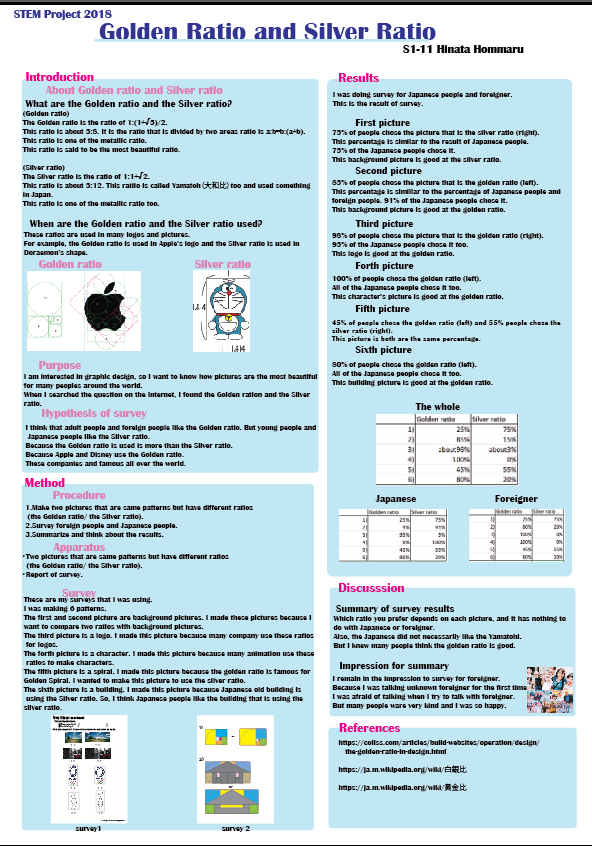 STEM Project 2018
Golden Ratio and Silver Ratio
S1-11 Hinata Hommaru
Introduction
About Golden ratio and Silver ratio
What are the Golden ratio and the Silver ratio?
(Golden ratio)
The Golden ratio is the ratio of 1:(1+√5)/2.
This ratio is about 5:8. It is the ratio that is divided by two areas ratio is a:b=b:(a+b).
This ratio is one of the metallic ratio.
This ratio is said to be the most beautiful ratio.
(Silver ratio)
The Silver ratio is the ratio of 1:1+√2.
This ratio is about 5:12. This ratio is called Yamatohi(大和比) too and used something
in Japan.
This ratio is one of the metallic ratio too.
When are the Golden ratio and the Silver ratio used?
These ratios are used in many logos and pictures.
For example, the Golden ratio is used in Apple's logo and the Silver ratio is used in
Doraemon's shape.
Golden ratio
Silver ratio
Purpose
I am interested in graphic design, so I want to know how pictures are the most beautiful
for many peoples around the world.
When I searched the question on the internet, I found the Golden ration and the Silver
ratio.
Hypothesis of survey
I think that adult people and foreign people like the Golden ratio. But young people and
Japanese people like the Silver ratio.
Because the Golden ratio is used is more than the Silver ratio.
Because Apple and Disney use the Golden ratio.
These companies and famous all over the world.
Method
Procedure
1.Make two pictures that are same patterns but have different ratios
(the Golden ratio/ the Silver ratio).
2.Survey foreign people and Japanese people.
3.Summarize and think about the results.
Apparatus
・Two pictures that are same patterns but have different ratios
(the Golden ratio/ the Silver ratio).
・Report of survey.
Survey
These are my surveys that I was using.
I was making 6 patterns.
The first and second picture are background pictures. I made these pictures because I
want to compare two ratios with background pictures.
The third picture is a logo. I made this picture because many company use these ratios
for logos.
The forth picture is a character. I made this picture because many animation use these
ratios to make characters.
The fifth picture is a spiral. I made this picture because the golden ratio is famous for
Golden Spiral. I wanted to make this picture to use the silver ratio.
The sixth picture is a building. I made this picture because Japanese old building is
using the Silver ratio. So, I think Japanese people like the building that is using the
silver ratio.
survey1
survey 2
Results
I was doing survey for Japanese people and foreigner.
This is the result of survey.
First picture
75% of people chose the picture that is the silver ratio (right).
This percentage is similar to the result of Japanese people.
75% of the Japanese people chose it.
This background picture is good at the silver ratio.
Second picture
85% of people chose the picture that is the golden ratio (left).
This percentage is similar to the percentage of Japanese people and
foreign people. 91% of the Japanese people chose it.
This background picture is good at the golden ratio.
Third picture
98% of people chose the picture that is the golden ratio (right).
95% of the Japanese people chose it too.
This logo is good at the golden ratio.
Forth picture
100% of people chose the golden ratio (left).
All of the Japanese people chose it too.
This character's picture is good at the golden ratio.
Fifth picture
45% of people chose the golden ratio (left) and 55% people chose the
silver ratio (right).
This picture is both are the same percentage.
Sixth picture
80% of people chose the golden ratio (left).
All of the Japanese people chose it too.
This building picture is good at the golden ratio.
The whole
Golden ratio Silver ratio
1) 25% 75%
2) 85% 15%
3) about98% about3%
4) 100% 0%
5) 45% 55%
6) 80% 20%
Japanese
Golden ratio Silver ratio
1) 25% 75%
2) 9% 91%
3) 95% 5%
4) 0% 100%
5) 45% 55%
6) 80% 20%
Foreigner
Golden ratio Silver ratio
1) 25% 75%
2) 80% 20%
3) 100% 0%
4) 100% 0%
5) 45% 55%
6) 80% 20%
Discusssion
Summary of survey results
Which ratio you prefer depends on each picture, and it has nothing to
do with Japanese or foreigner.
Also, the Japanese did not necessarily like the Yamatohi.
But I knew many people think the golden ratio is good.
Impression for summary
I remain in the impression to survey for foreigner.
Because I was talking unknown foreigner for the first time
I was afraid of talking when I try to talk with foreigner.
But many people ware very kind and I was so happy.
References
https://coliss.com/articles/build-websites/operation/design/
the-golden-ratio-in-design.html
https://ja.m.wikipedia.org/wiki/白銀比
https://ja.m.wikipedia.org/wiki/黄金比